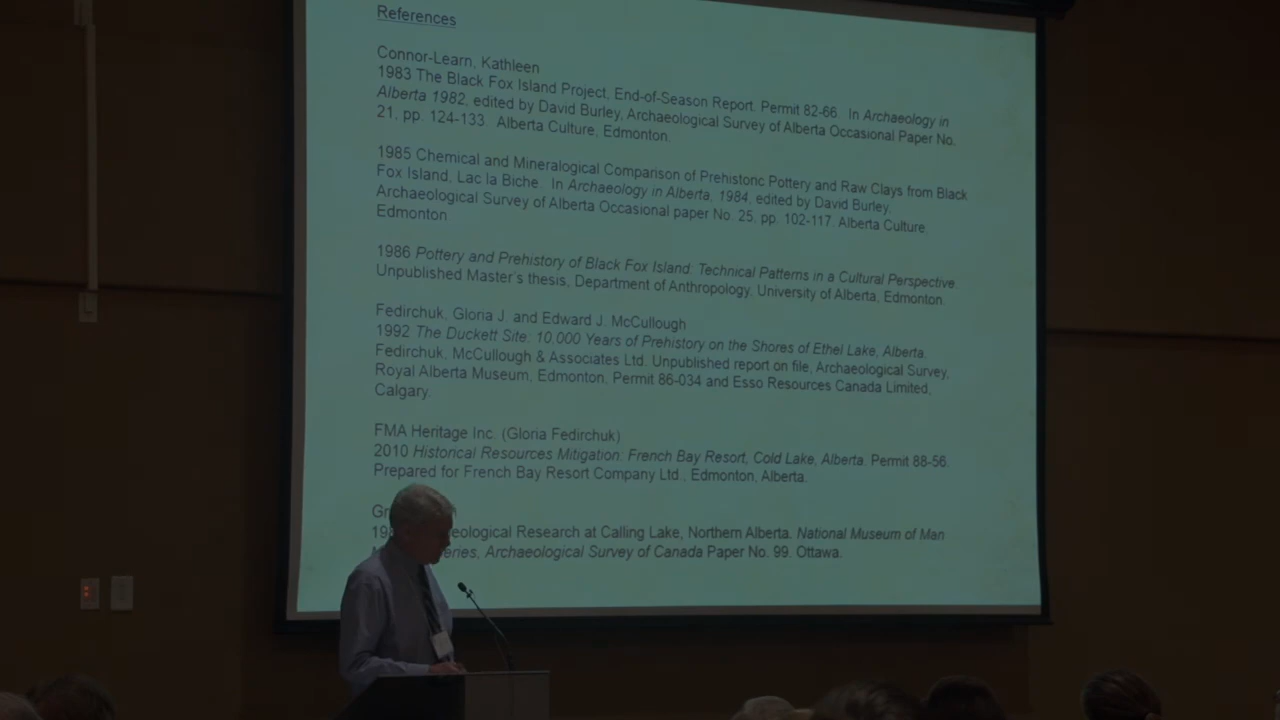 References
Connor-Learn, Kathleen
1983 The Black Fox Island Project, End-of-Season Report. Permit 82-66. In Archaeology in
Alberta 1982, edited by David Burley, Archaeological Survey of Alberta Occasional Paper No.
21, pp. 124-133. Alberta Culture, Edmonton.
1985 Chemical and Mineralogical Comparison of Prehistoric Pottery and Raw Clays from Black
Fox Island, Lac la Biche. In Archaeology in Alberta, 1984, edited by David Burley,
Archaeological Survey of Alberta Occasional paper No. 25, pp. 102-117. Alberta Culture,
Edmonton.
1986 Pottery and Prehistory of Black Fox Island: Technical Patterns in a Cultural Perspective.
Unpublished Master's thesis, Department of Anthropology, University of Alberta, Edmonton.
Fedirchuk, Gloria J. and Edward J. McCullough
1992 The Duckett Site: 10,000 Years of Prehistory on the Shores of Ethel Lake, Alberta.
Fedirchuk, McCullough & Associates Ltd. Unpublished report on file, Archaeological Survey,
Royal Alberta Museum, Edmonton, Permit 86-034 and Esso Resources Canada Limited,
Calgary.
FMA Heritage Inc. (Gloria Fedirchuk)
2010 Historical Resources Mitigation: French Bay Resort, Cold Lake, Alberta. Permit 88-56.
Prepared for French Bay Resort Company Ltd., Edmonton, Alberta.
Research at Calling Lake, Northern Alberta. National Museum of Man
Archaeological Survey of Canada Paper No. 99. Ottawa.